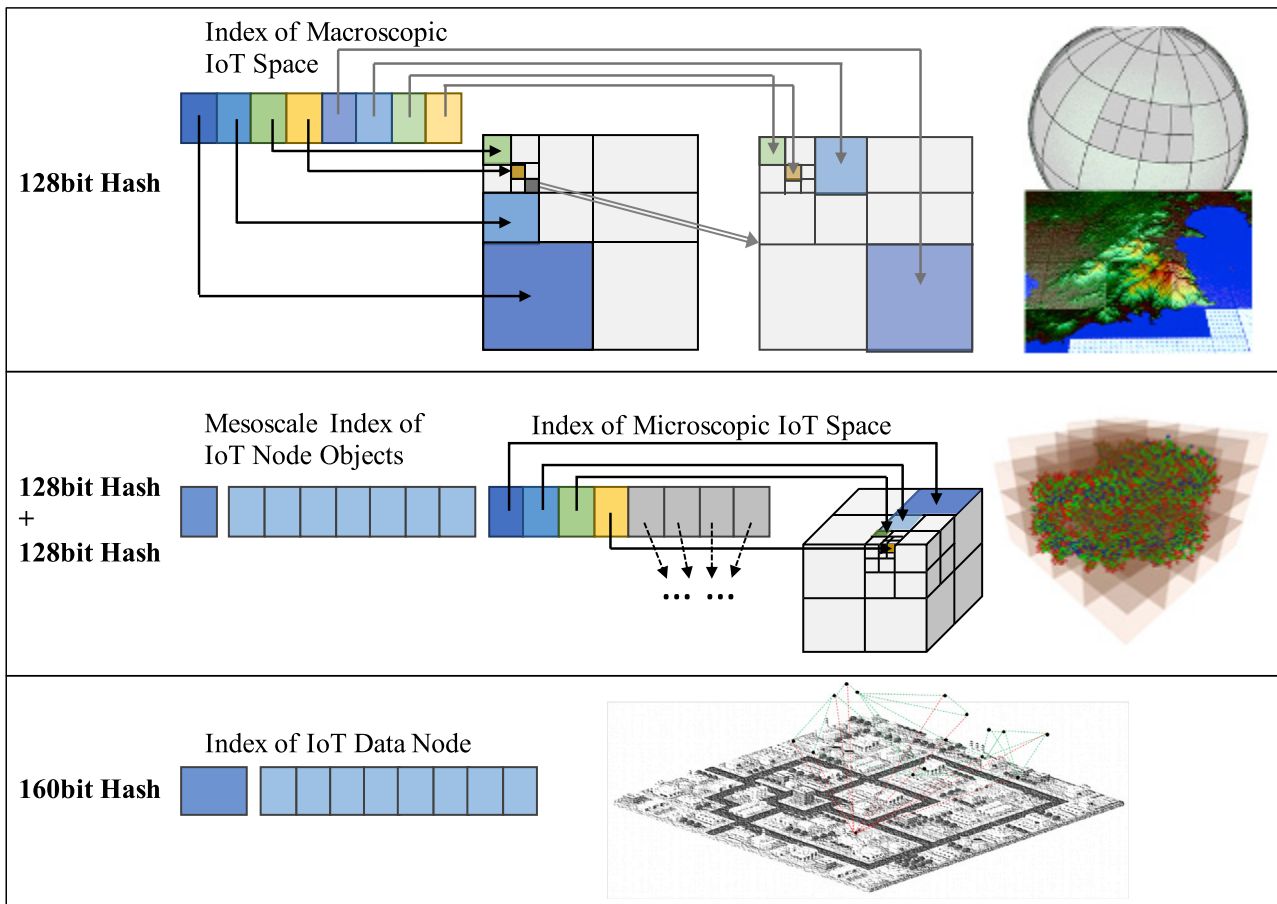 Index of Macroscopic
IoT Space
128bit Hash
Mesoscale Index of
IoT Node Objects
Index of Microscopic IoT Space
128bit Hash
+
128bit Hash
... ...
Index of IoT Data Node
160bit Hash